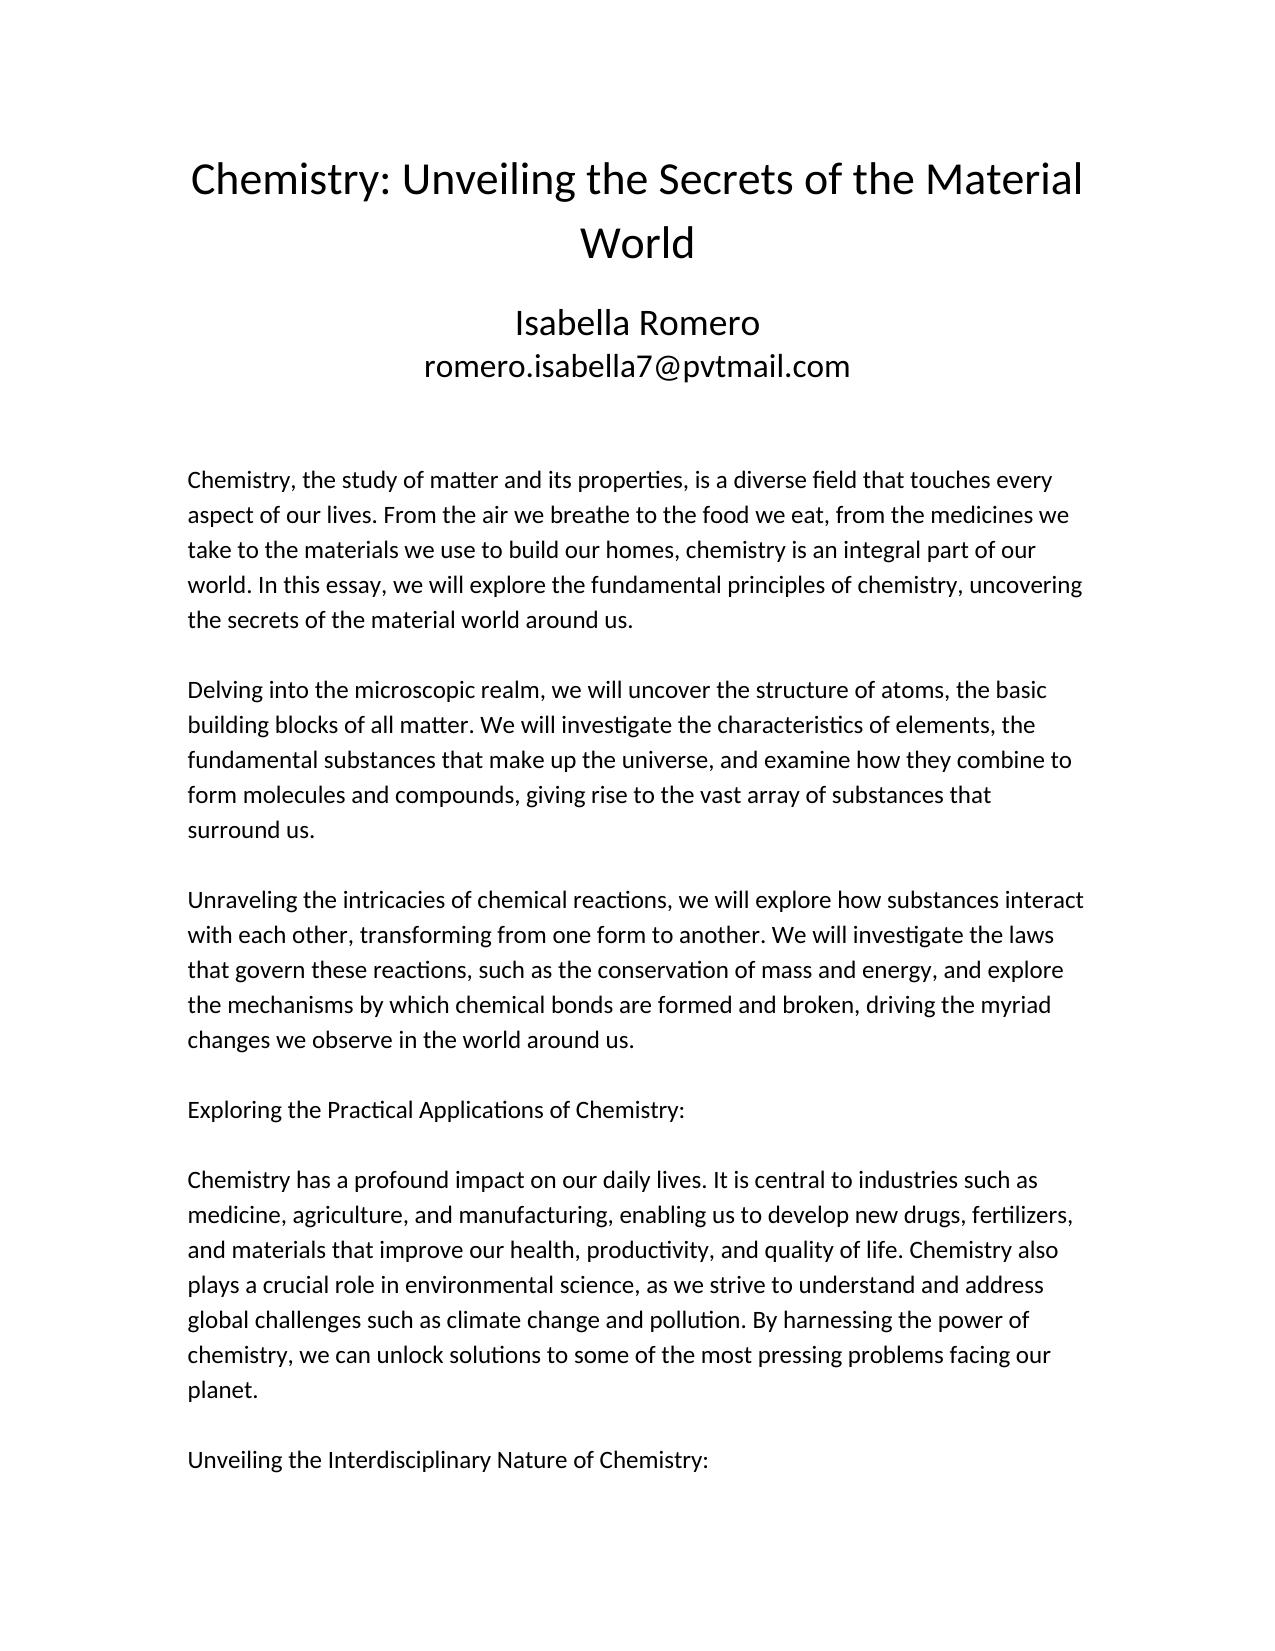 Chemistry: Unveiling the Secrets of the Material
World
Isabella Romero
romero.isabella7@pvtmail.com
Chemistry, the study of matter and its properties, is a diverse field that touches every
aspect of our lives. From the air we breathe to the food we eat, from the medicines we
take to the materials we use to build our homes, chemistry is an integral part of our
world. In this essay, we will explore the fundamental principles of chemistry, uncovering
the secrets of the material world around us.
Delving into the microscopic realm, we will uncover the structure of atoms, the basic
building blocks of all matter. We will investigate the characteristics of elements, the
fundamental substances that make up the universe, and examine how they combine to
form molecules and compounds, giving rise to the vast array of substances that
surround us.
Unraveling the intricacies of chemical reactions, we will explore how substances interact
with each other, transforming from one form to another. We will investigate the laws
that govern these reactions, such as the conservation of mass and energy, and explore
the mechanisms by which chemical bonds are formed and broken, driving the myriad
changes we observe in the world around us.
Exploring the Practical Applications of Chemistry:
Chemistry has a profound impact on our daily lives. It is central to industries such as
medicine, agriculture, and manufacturing, enabling us to develop new drugs, fertilizers,
and materials that improve our health, productivity, and quality of life. Chemistry also
plays a crucial role in environmental science, as we strive to understand and address
global challenges such as climate change and pollution. By harnessing the power of
chemistry, we can unlock solutions to some of the most pressing problems facing our
planet.
Unveiling the Interdisciplinary Nature of Chemistry: